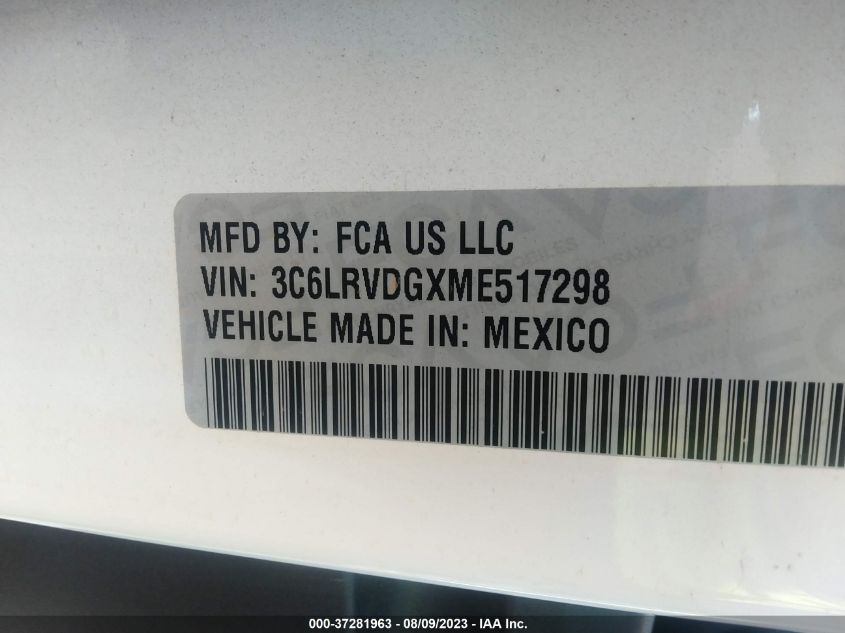 MFD BY: FCA US LLC
VIN: 3C6LRVDGXME517298
VEHICLE MADE IN: MEXICO
000-37281963 - 08/09/2023 - IAA Inc.